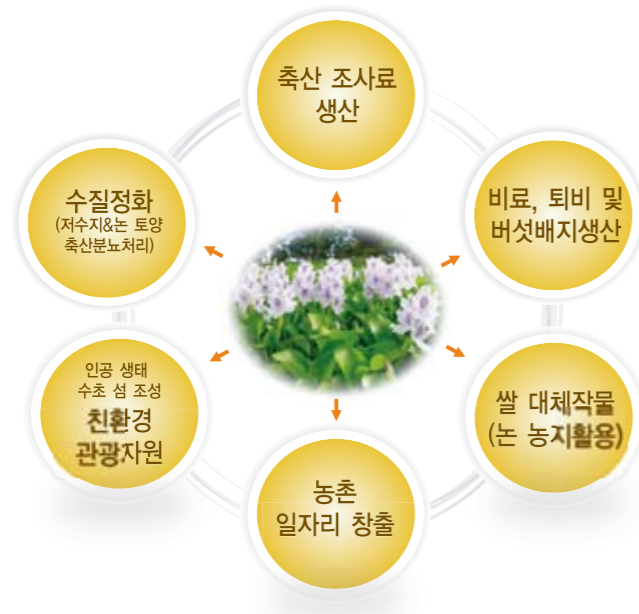 축산 조사료
생산
비료, 퇴비 및
버섯배지생산
쌀 대체작물
(논 농지활용)
농촌
일자리 창출
인공 생태
수초 섬 조성
친환경
관광자원
수질정화
(저수지&논 토양
축산분뇨처리)